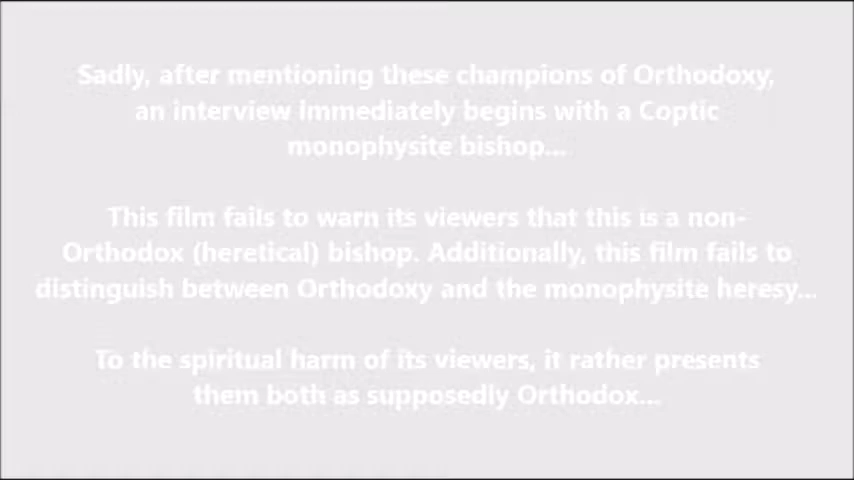 Sadly, after mentioning these champions of Orthodoxy,
an interview immediately begins with a Coptic
monophysite bishop...
This film fails to warn its viewers that this is a non-
Orthodox (heretical) bishop. Additionally, this film fails to
distinguish between Orthodoxy and the monophysite heresy...
To the spiritual harm of its viewers, it rather presents
them both as supposedly Orthodox...